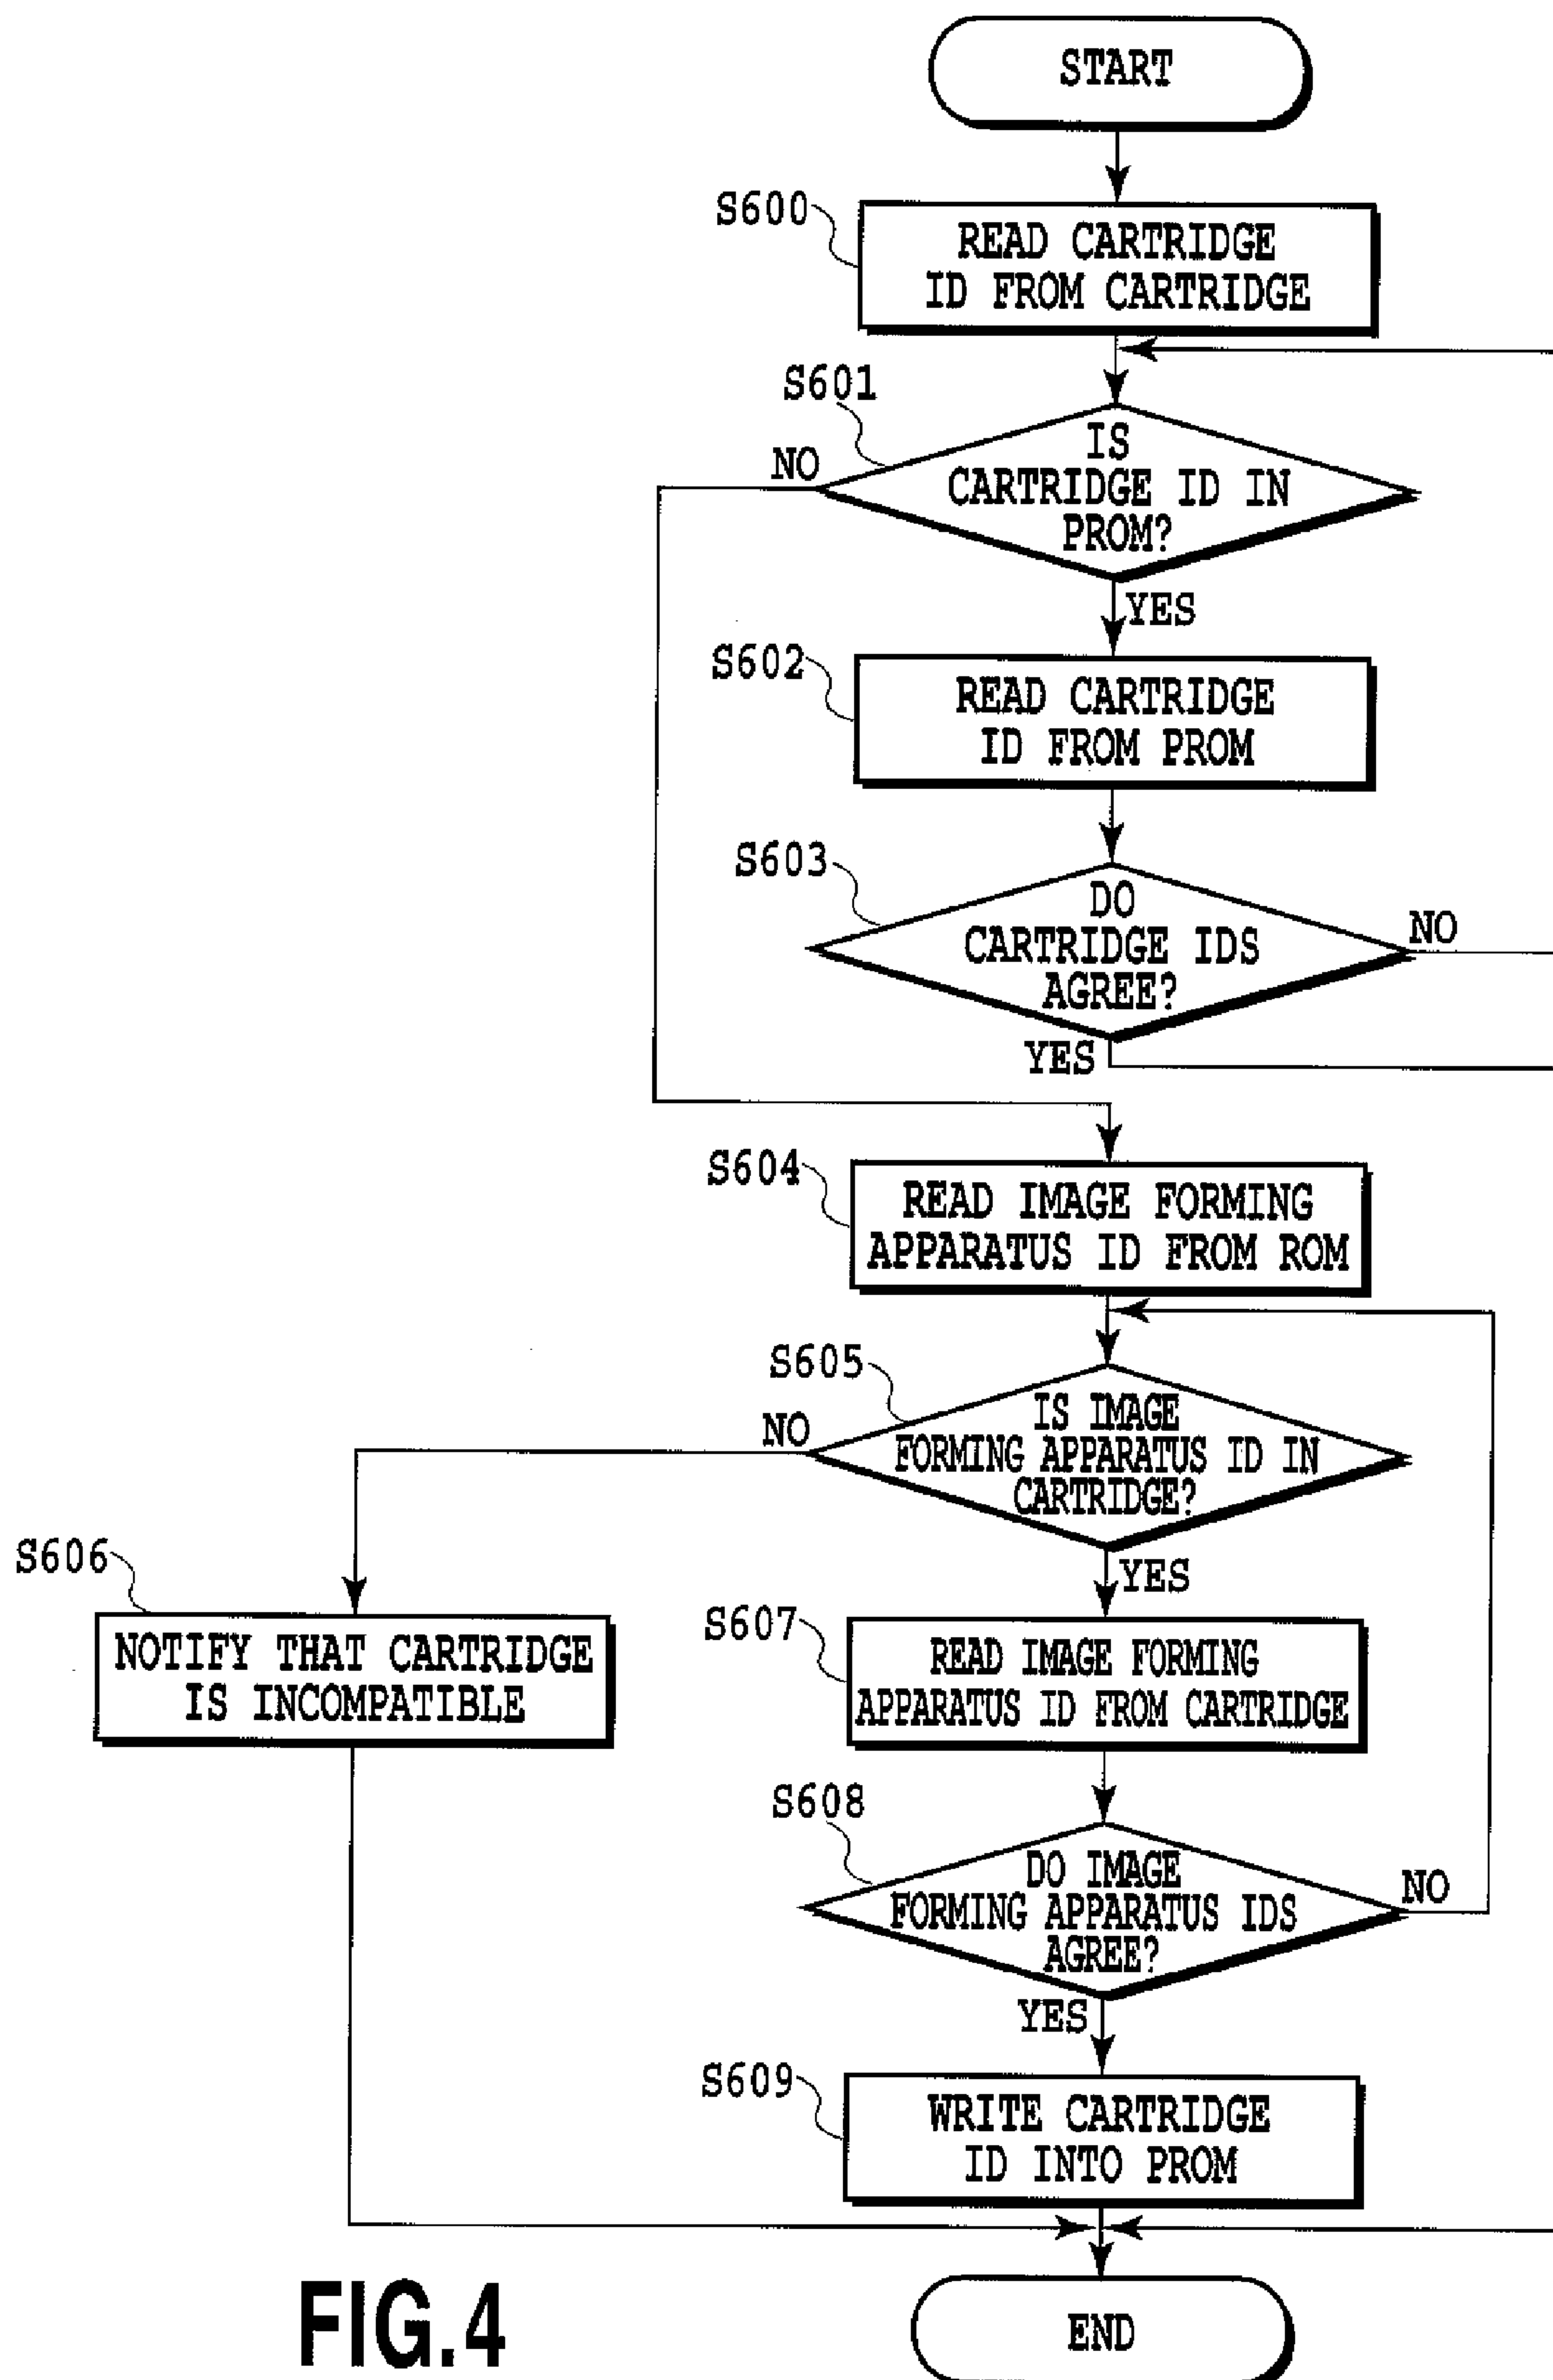 START
S600
READ CARTRIDGE
ID FROM CARTRIDGE
S601
NO
IS
CARTRIDGE ID IN
PROM?
YES
S602
READ CARTRIDGE
ID FROM PROM
S603
DO
CARTRIDGE IDS
AGREE?
NO
YES
S604
READ IMAGE FORMING
APPARATUS ID FROM ROM
S605
NO
IS IMAGE
FORMING APPARATUS ID IN
CARTRIDGE?
YES
S606
NOTIFY THAT CARTRIDGE
IS INCOMPATIBLE
S607
READ IMAGE FORMING
APPARATUS ID FROM CARTRIDGE
S608
DO IMAGE
FORMING APPARATUS IDS
AGREE?
NO
YES
S609
WRITE CARTRIDGE
ID INTO PROM
END
FIG.4